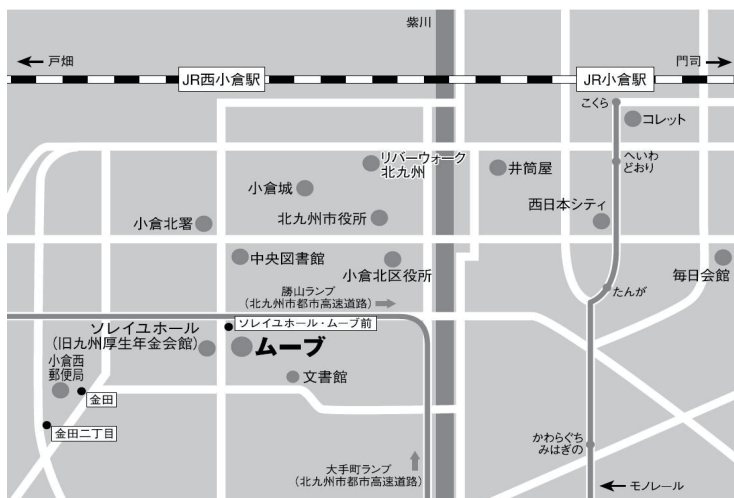 紫川
戸畑
門司
JR西小倉駅
JR小倉駅
こくら
コレット
リバーウォーク
北九州
井筒屋
へいわ
どおり
小倉城
西日本シティ
小倉北署
北九州市役所
中央図書館
小倉北区役所
毎日会館
勝山ランプ
(北九州市都市高速道路)
たんが
ソレイユホール
(旧九州厚生年金会館)
ソレイユホール・ムーブ前
ムーブ
小倉西
郵便局
文書館
金田
金田二丁目
かわらぐち
みはぎの
大手町ランプ
(北九州市都市高速道路)
モノレール